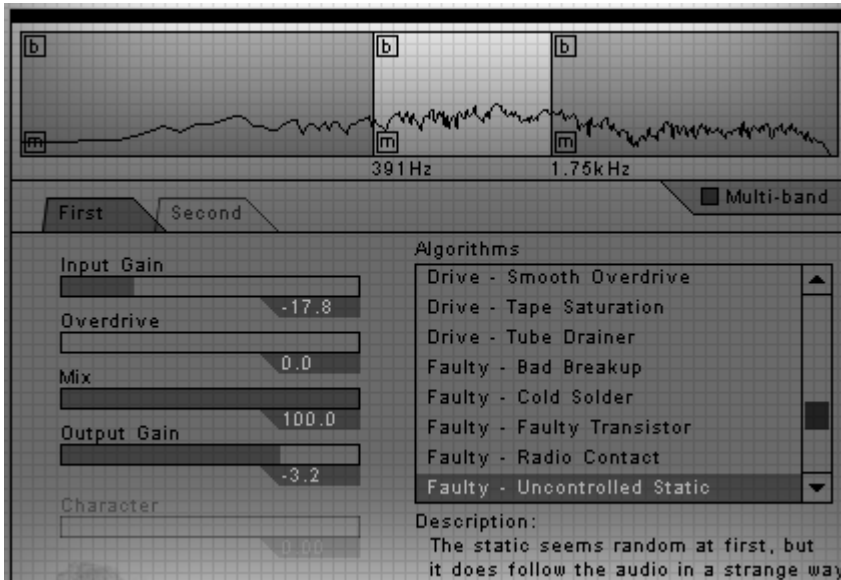 b b b
m m m
391Hz 1.75kHz
Multi-band
First Second
Input Gain
-17.8
Overdrive
0.0
Mix
100.0
Output Gain
-3.2
Character
0.00
Algorithms
Drive - Smooth Overdrive
Drive - Tape Saturation
Drive - Tube Drainer
Faulty - Bad Breakup
Faulty - Cold Solder
Faulty - Faulty Transistor
Faulty - Radio Contact
Faulty - Uncontrolled Static
Description:
The static seems random at first, but
it does follow the audio in a strange way